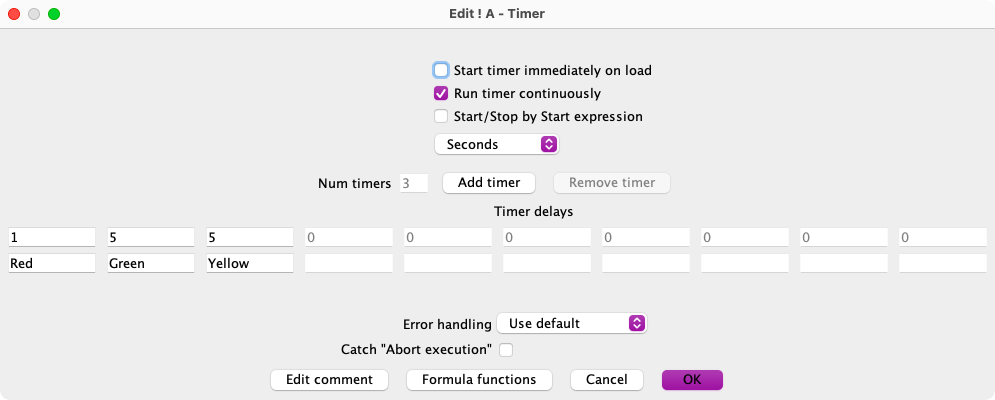 Edit ! A - Timer
Start timer immediately on load
Run timer continuously
Start/Stop by Start expression
Seconds
Num timers 3 Add timer Remove timer
Timer delays
1 5 5 0 0 0 0 0 0 0
Red Green Yellow
Error handling Use default
Catch "Abort execution"
Edit comment Formula functions Cancel OK